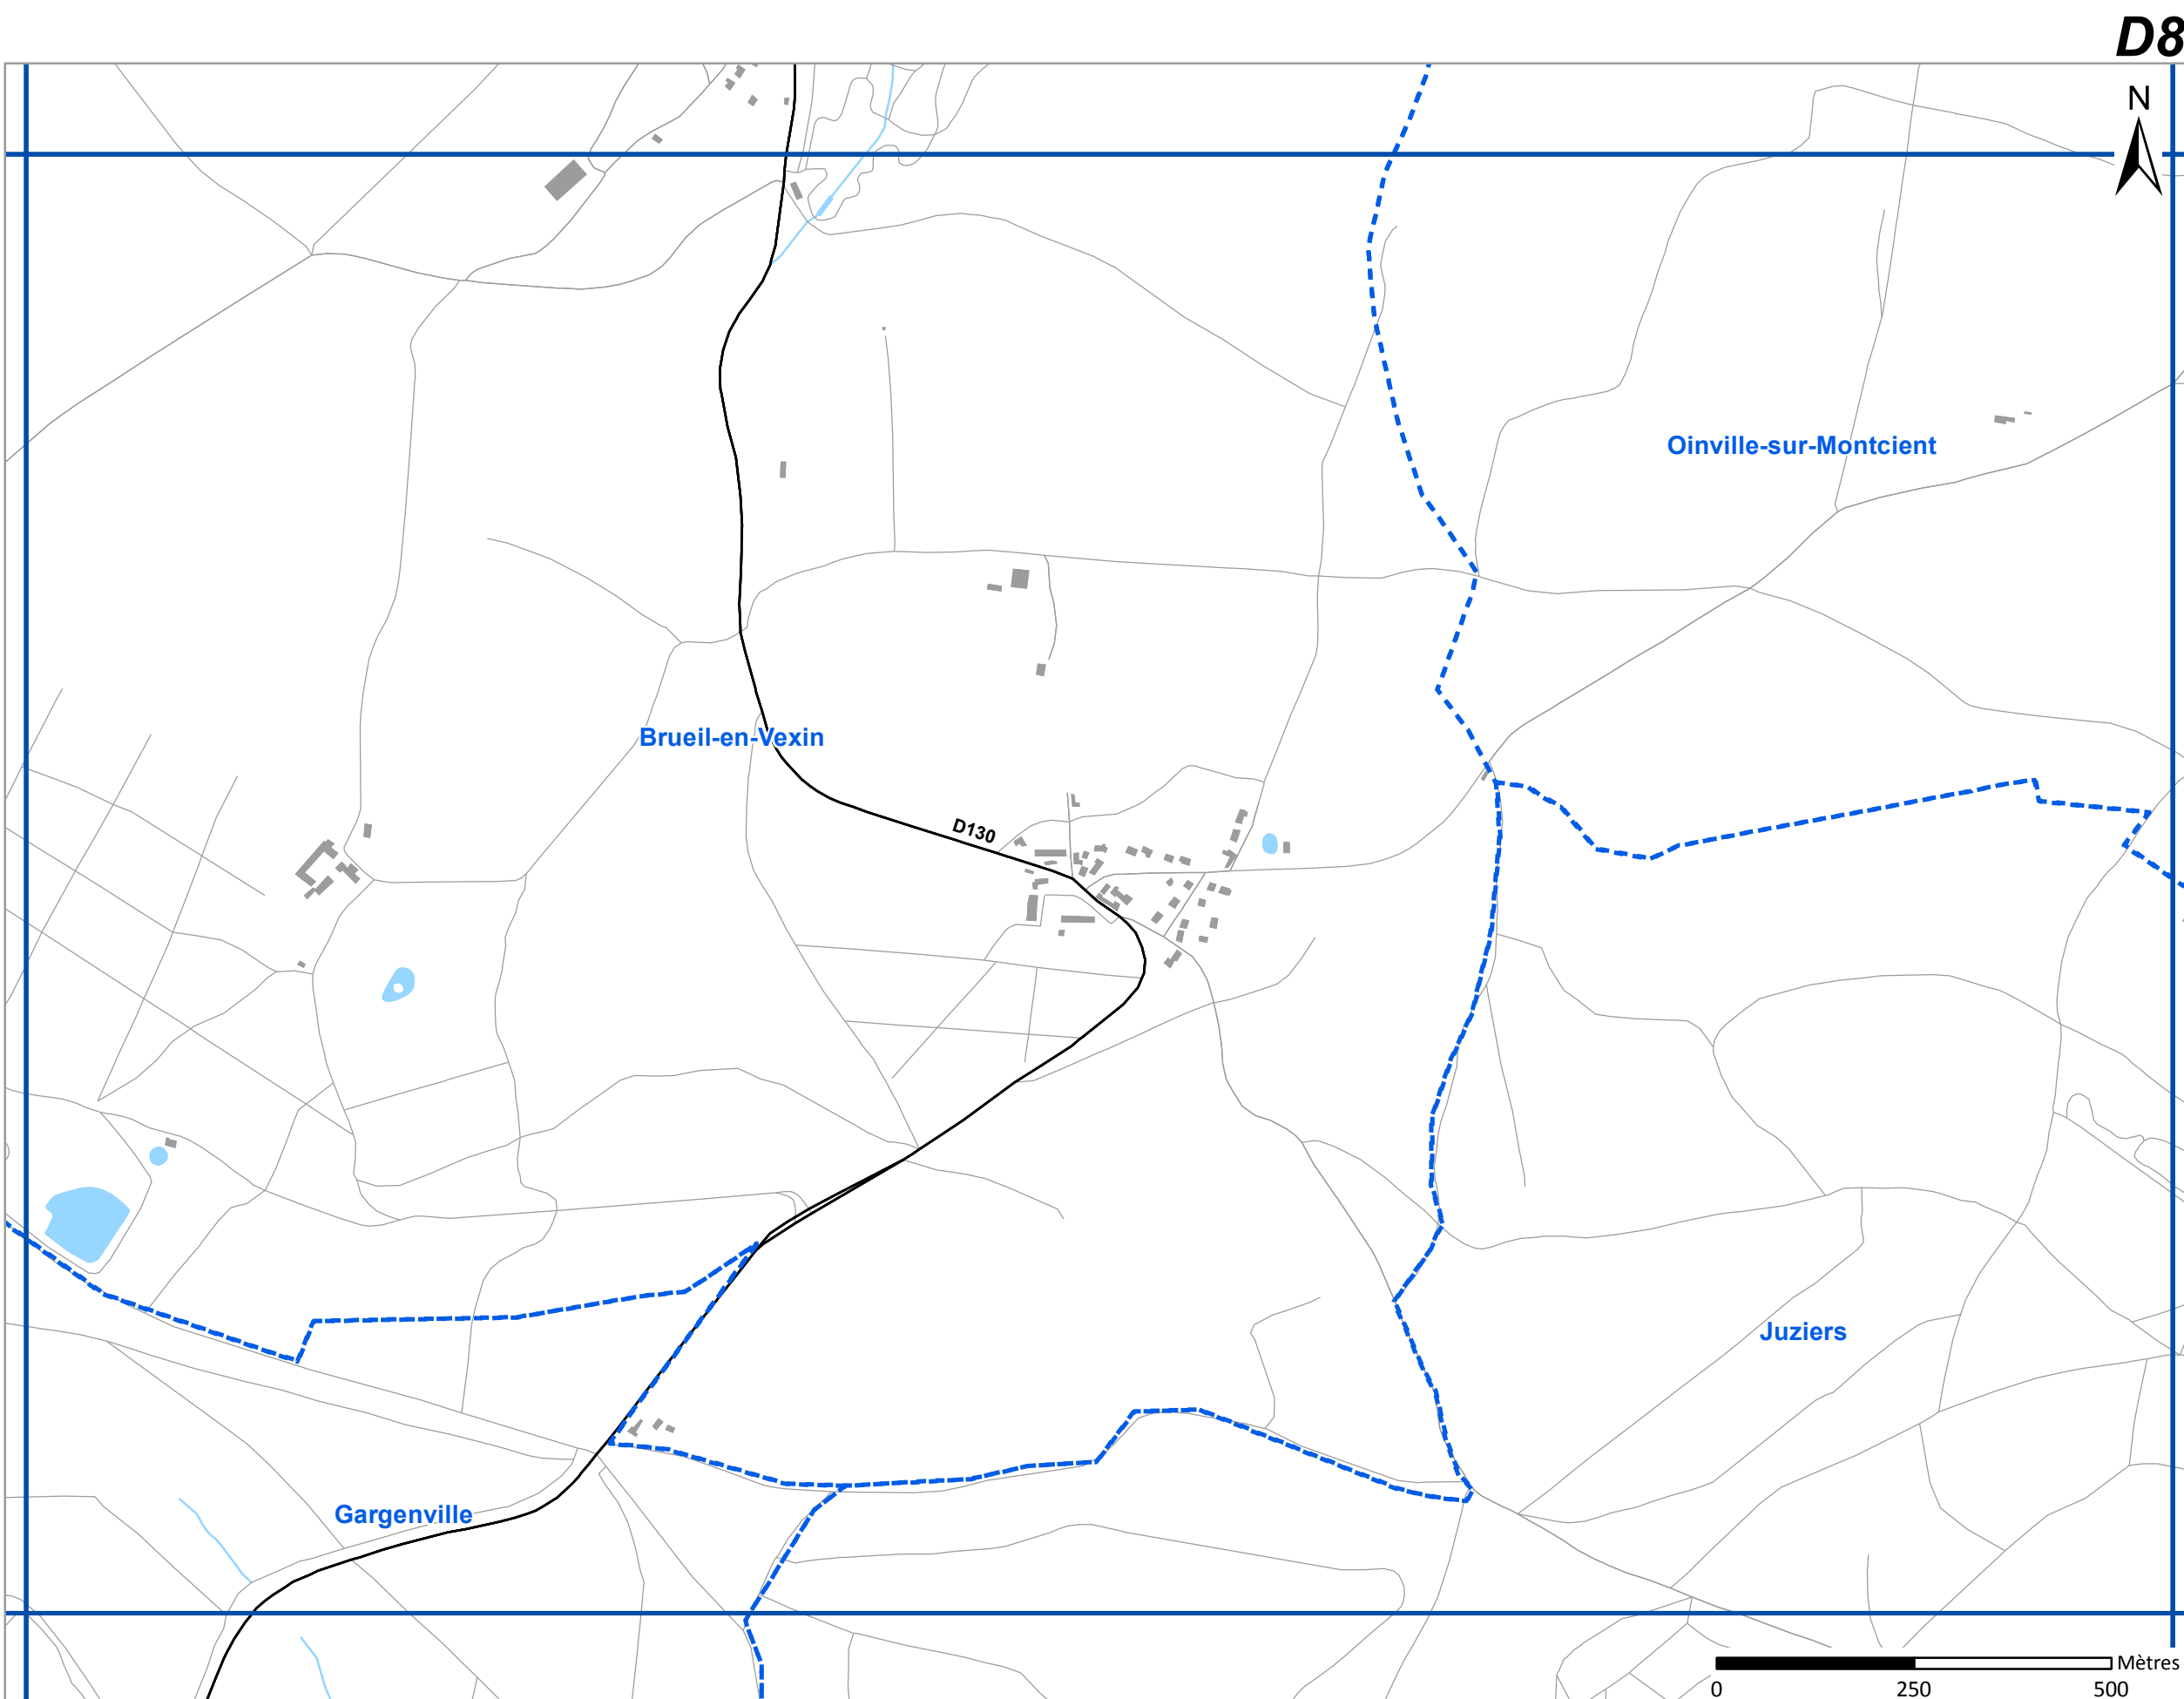 D8
N
Oinville-sur-Montcient
Brueil-en-Vexin
D130
Juziers
Gargenville
Mètres
0 250 500